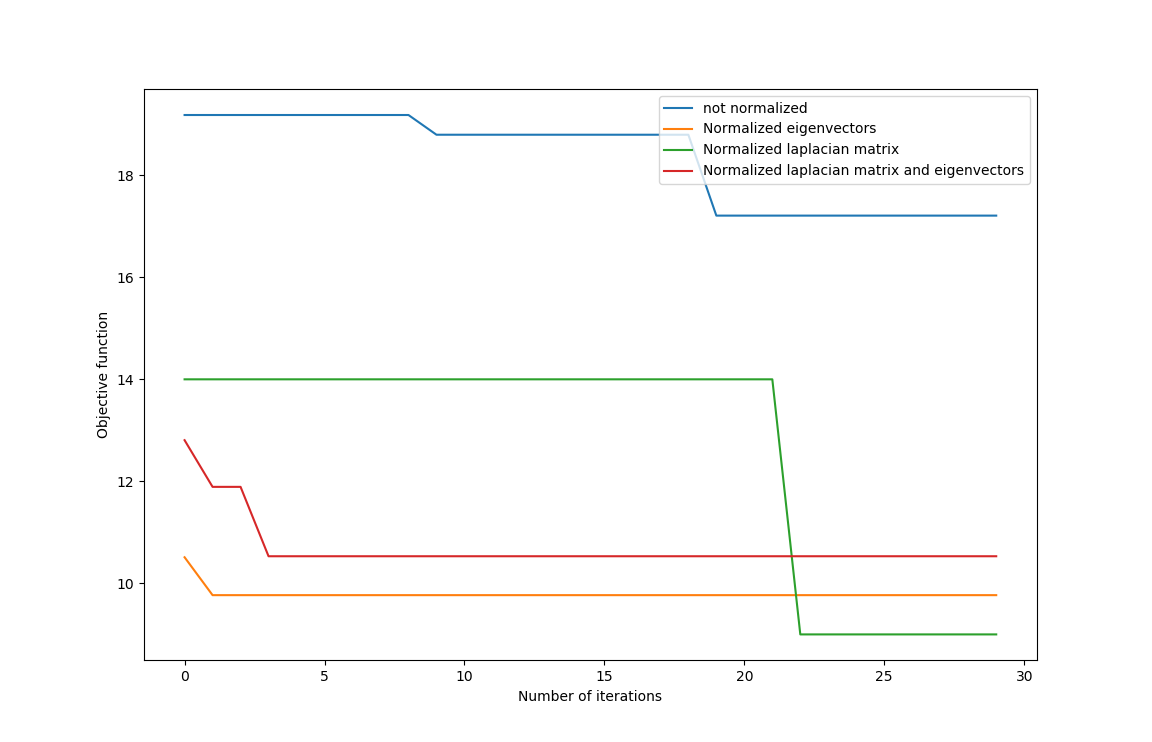 not normalized
Normalized eigenvectors
Normalized laplacian matrix
Normalized laplacian matrix and eigenvectors
18
16
14
12
10
Objective function
0 5 10 15 20 25 30
Number of iterations